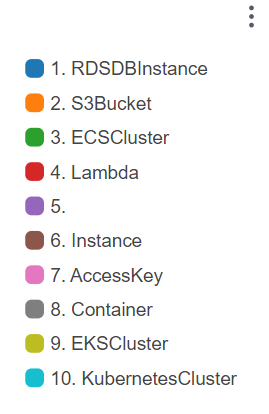 1. RDSDBInstance
2. S3Bucket
3. ECSCluster
4. Lambda
5.
6. Instance
7. AccessKey
8. Container
9. EKSCluster
10. KubernetesCluster